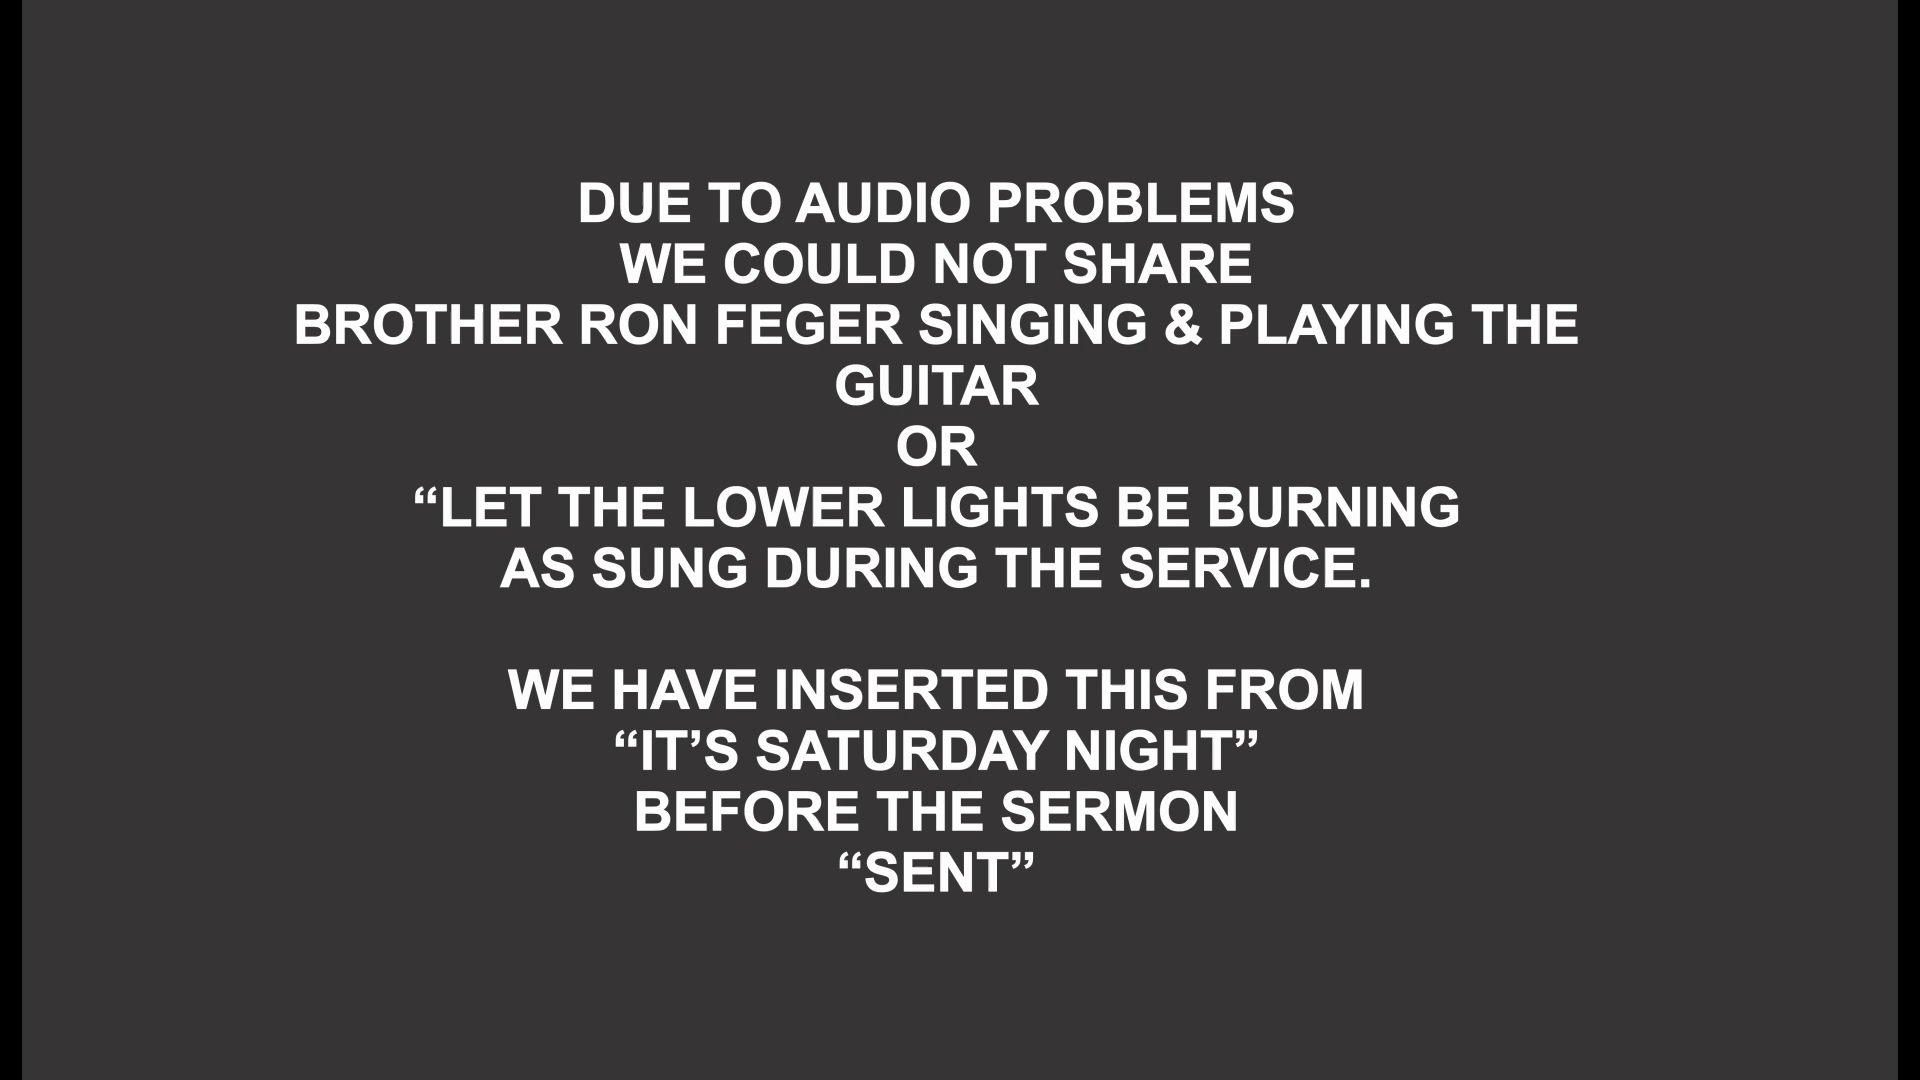 DUE TO AUDIO PROBLEMS
WE COULD NOT SHARE
BROTHER RON FEGER SINGING & PLAYING THE
GUITAR
OR
“LET THE LOWER LIGHTS BE BURNING
AS SUNG DURING THE SERVICE.
WE HAVE INSERTED THIS FROM
“IT’S SATURDAY NIGHT”
BEFORE THE SERMON
“SENT”